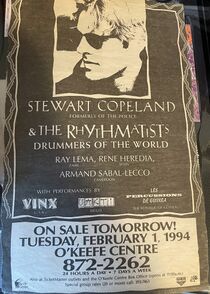 STEWART COPELAND
FORMERLY OF THE POLICE
& THE RHYTHMATISTS
DRUMMERS OF THE WORLD
RAY LEMA, RENE HEREDIA,
ARMAND SABAL-LECCO
CAMEROON
WITH PERFORMANCES BY
VINX
LES
PERCUSSIONS
DE GUINEA
ON SALE TOMORROW!
TUESDAY, FEBRUARY 1, 1994
O'KEEFE CENTRE
872-2262
24 HOURS A DAY • 7 DAYS A WEEK